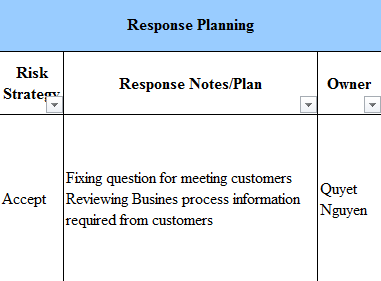 Response Planning
Risk
Strategy
Response Notes/Plan
Owner
Accept
Fixing question for meeting customers
Reviewing Busines process information
required from customers
Quyet
Nguyen